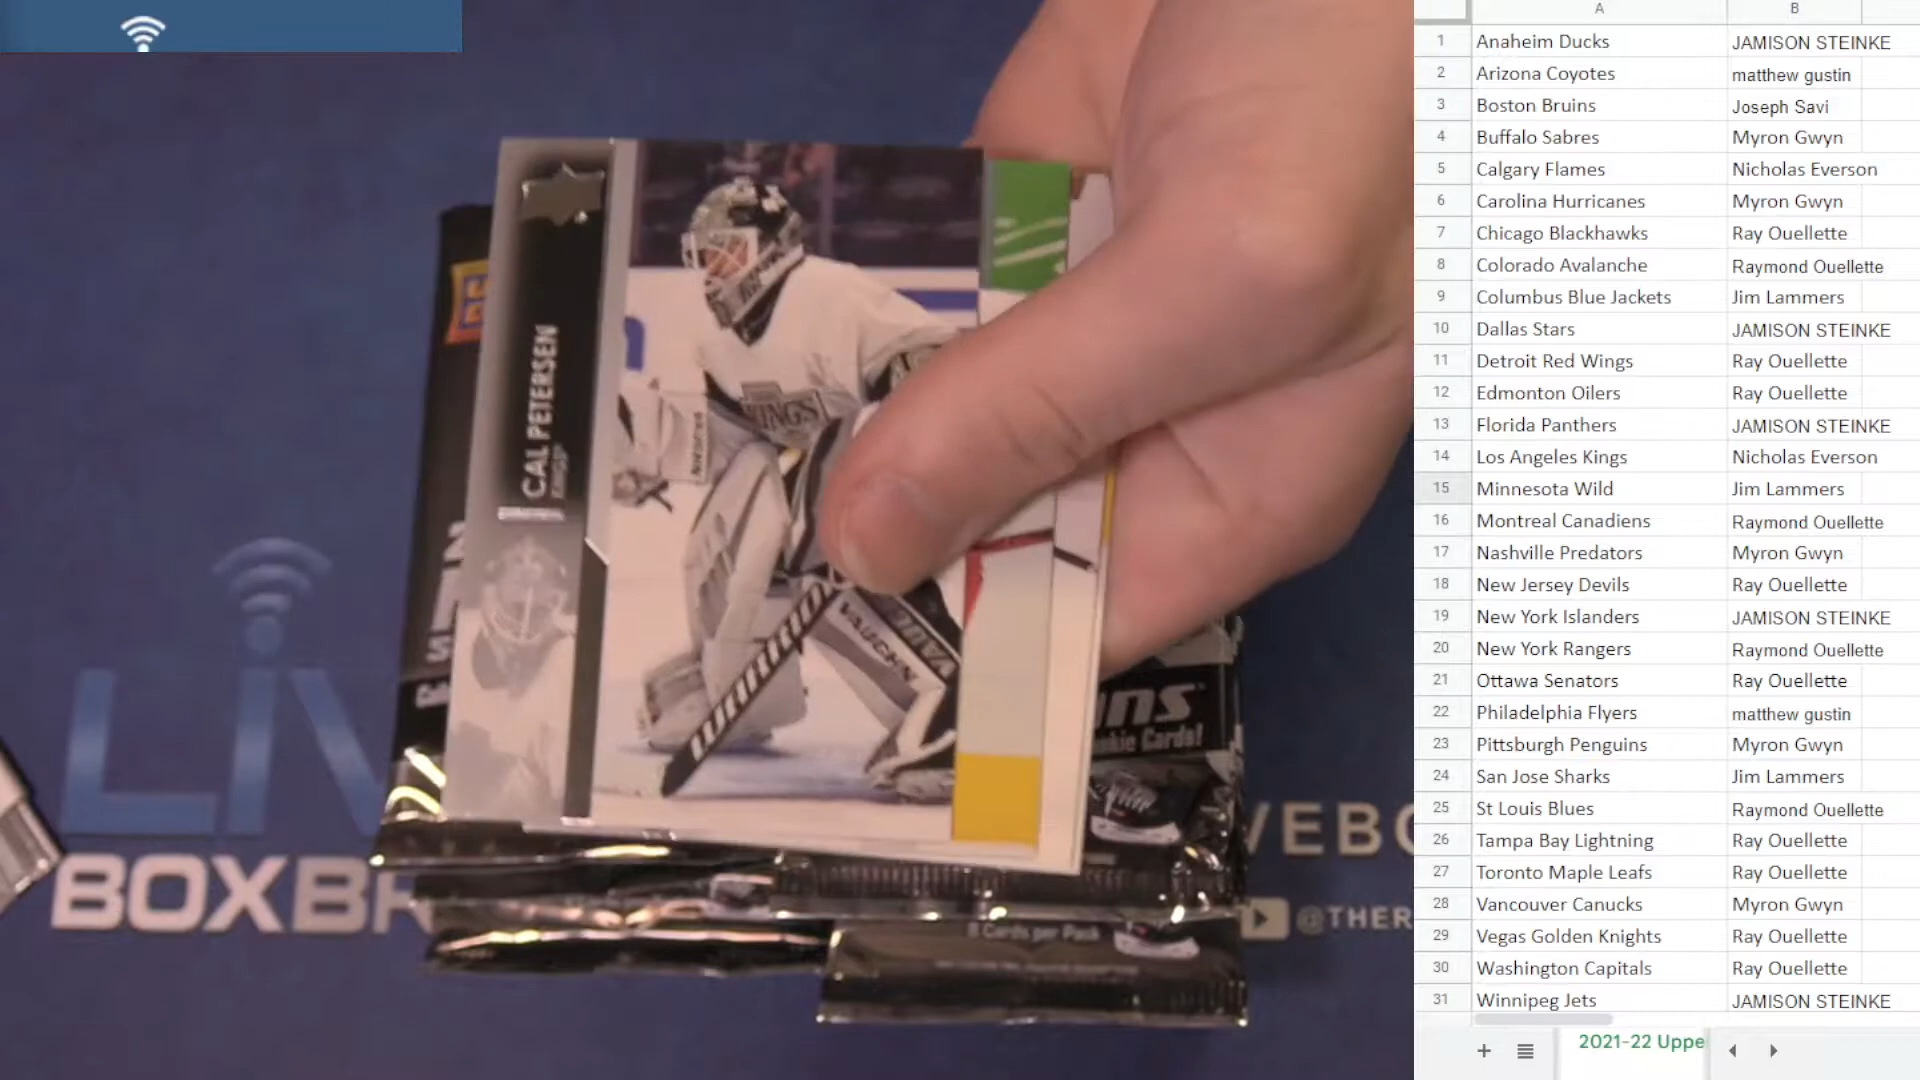 CAL PETERSEN
KINGS
KINGS
WARRIOR
VAUGHN
LIV
BOXBR
VEBO
@THER
8 Cards per Pack
A B
1 Anaheim Ducks JAMISON STEINKE
2 Arizona Coyotes matthew gustin
3 Boston Bruins Joseph Savi
4 Buffalo Sabres Myron Gwyn
5 Calgary Flames Nicholas Everson
6 Carolina Hurricanes Myron Gwyn
7 Chicago Blackhawks Ray Ouellette
8 Colorado Avalanche Raymond Ouellette
9 Columbus Blue Jackets Jim Lammers
10 Dallas Stars JAMISON STEINKE
11 Detroit Red Wings Ray Ouellette
12 Edmonton Oilers Ray Ouellette
13 Florida Panthers JAMISON STEINKE
14 Los Angeles Kings Nicholas Everson
15 Minnesota Wild Jim Lammers
16 Montreal Canadiens Raymond Ouellette
17 Nashville Predators Myron Gwyn
18 New Jersey Devils Ray Ouellette
19 New York Islanders JAMISON STEINKE
20 New York Rangers Raymond Ouellette
21 Ottawa Senators Ray Ouellette
22 Philadelphia Flyers matthew gustin
23 Pittsburgh Penguins Myron Gwyn
24 San Jose Sharks Jim Lammers
25 St Louis Blues Raymond Ouellette
26 Tampa Bay Lightning Ray Ouellette
27 Toronto Maple Leafs Ray Ouellette
28 Vancouver Canucks Myron Gwyn
29 Vegas Golden Knights Ray Ouellette
30 Washington Capitals Ray Ouellette
31 Winnipeg Jets JAMISON STEINKE
2021-22 Uppe